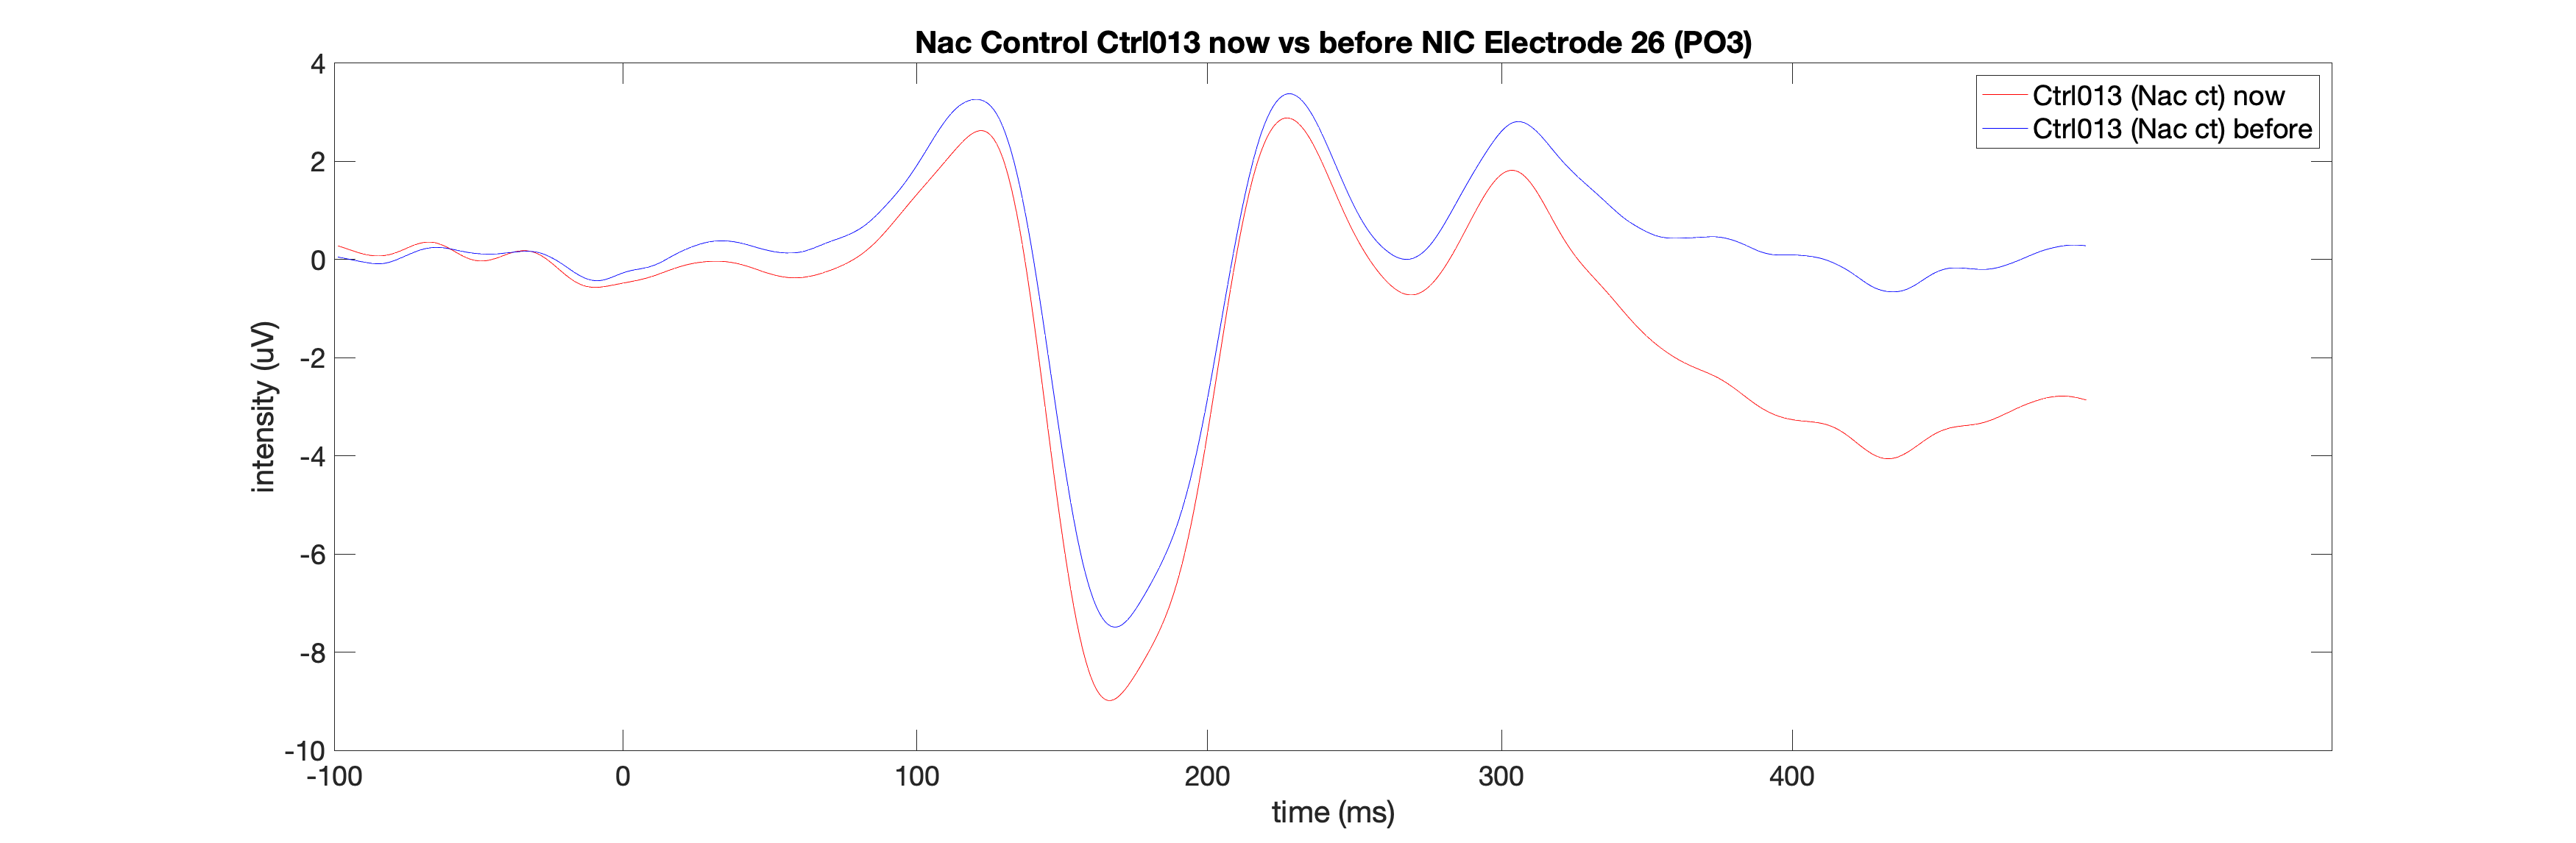 Nac Control Ctrl013 now vs before NIC Electrode 26 (PO3)
Ctrl013 (Nac ct) now
Ctrl013 (Nac ct) before
4
2
0
-2
-4
-6
-8
-10
intensity (uV)
-100 0 100 200 300 400
time (ms)